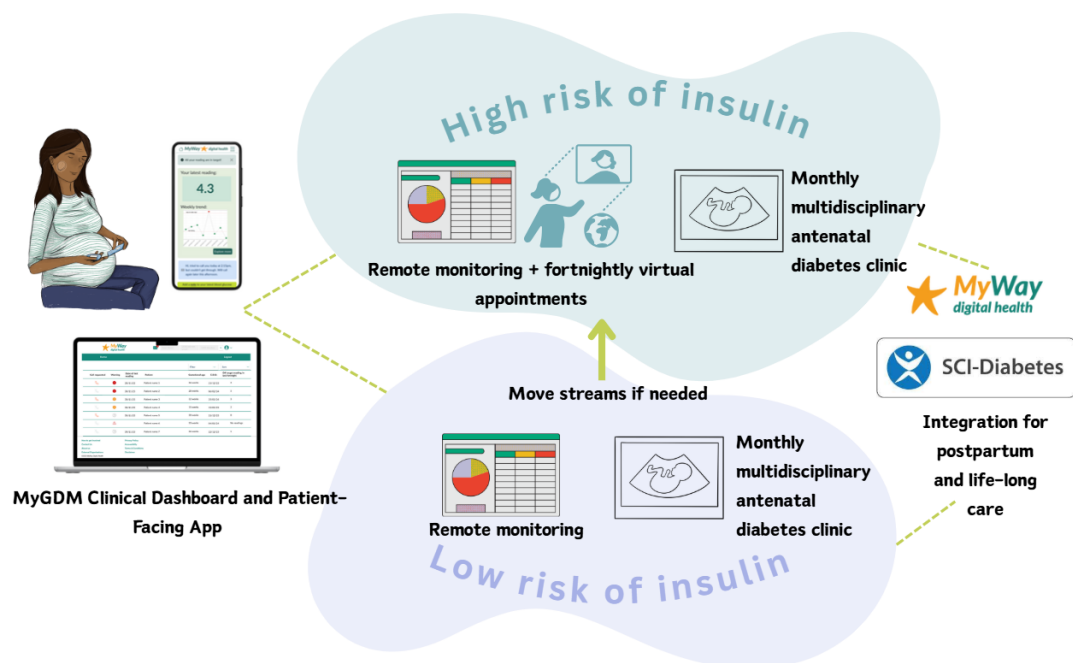 High risk of insulin
MyWay
Your latest reading:
4.3
Weekly trend
Remote monitoring + fortnightly virtual
appointments
Monthly
multidisciplinary
antenatal
diabetes clinic
MyWay
digital health
SCI-Diabetes
Integration for
postpartum
and life-long
care
MyWay
MyGDM Clinical Dashboard and Patient-
Facing App
Move streams if needed
Remote monitoring
Monthly
multidisciplinary
antenatal
diabetes clinic
Low risk of insulin